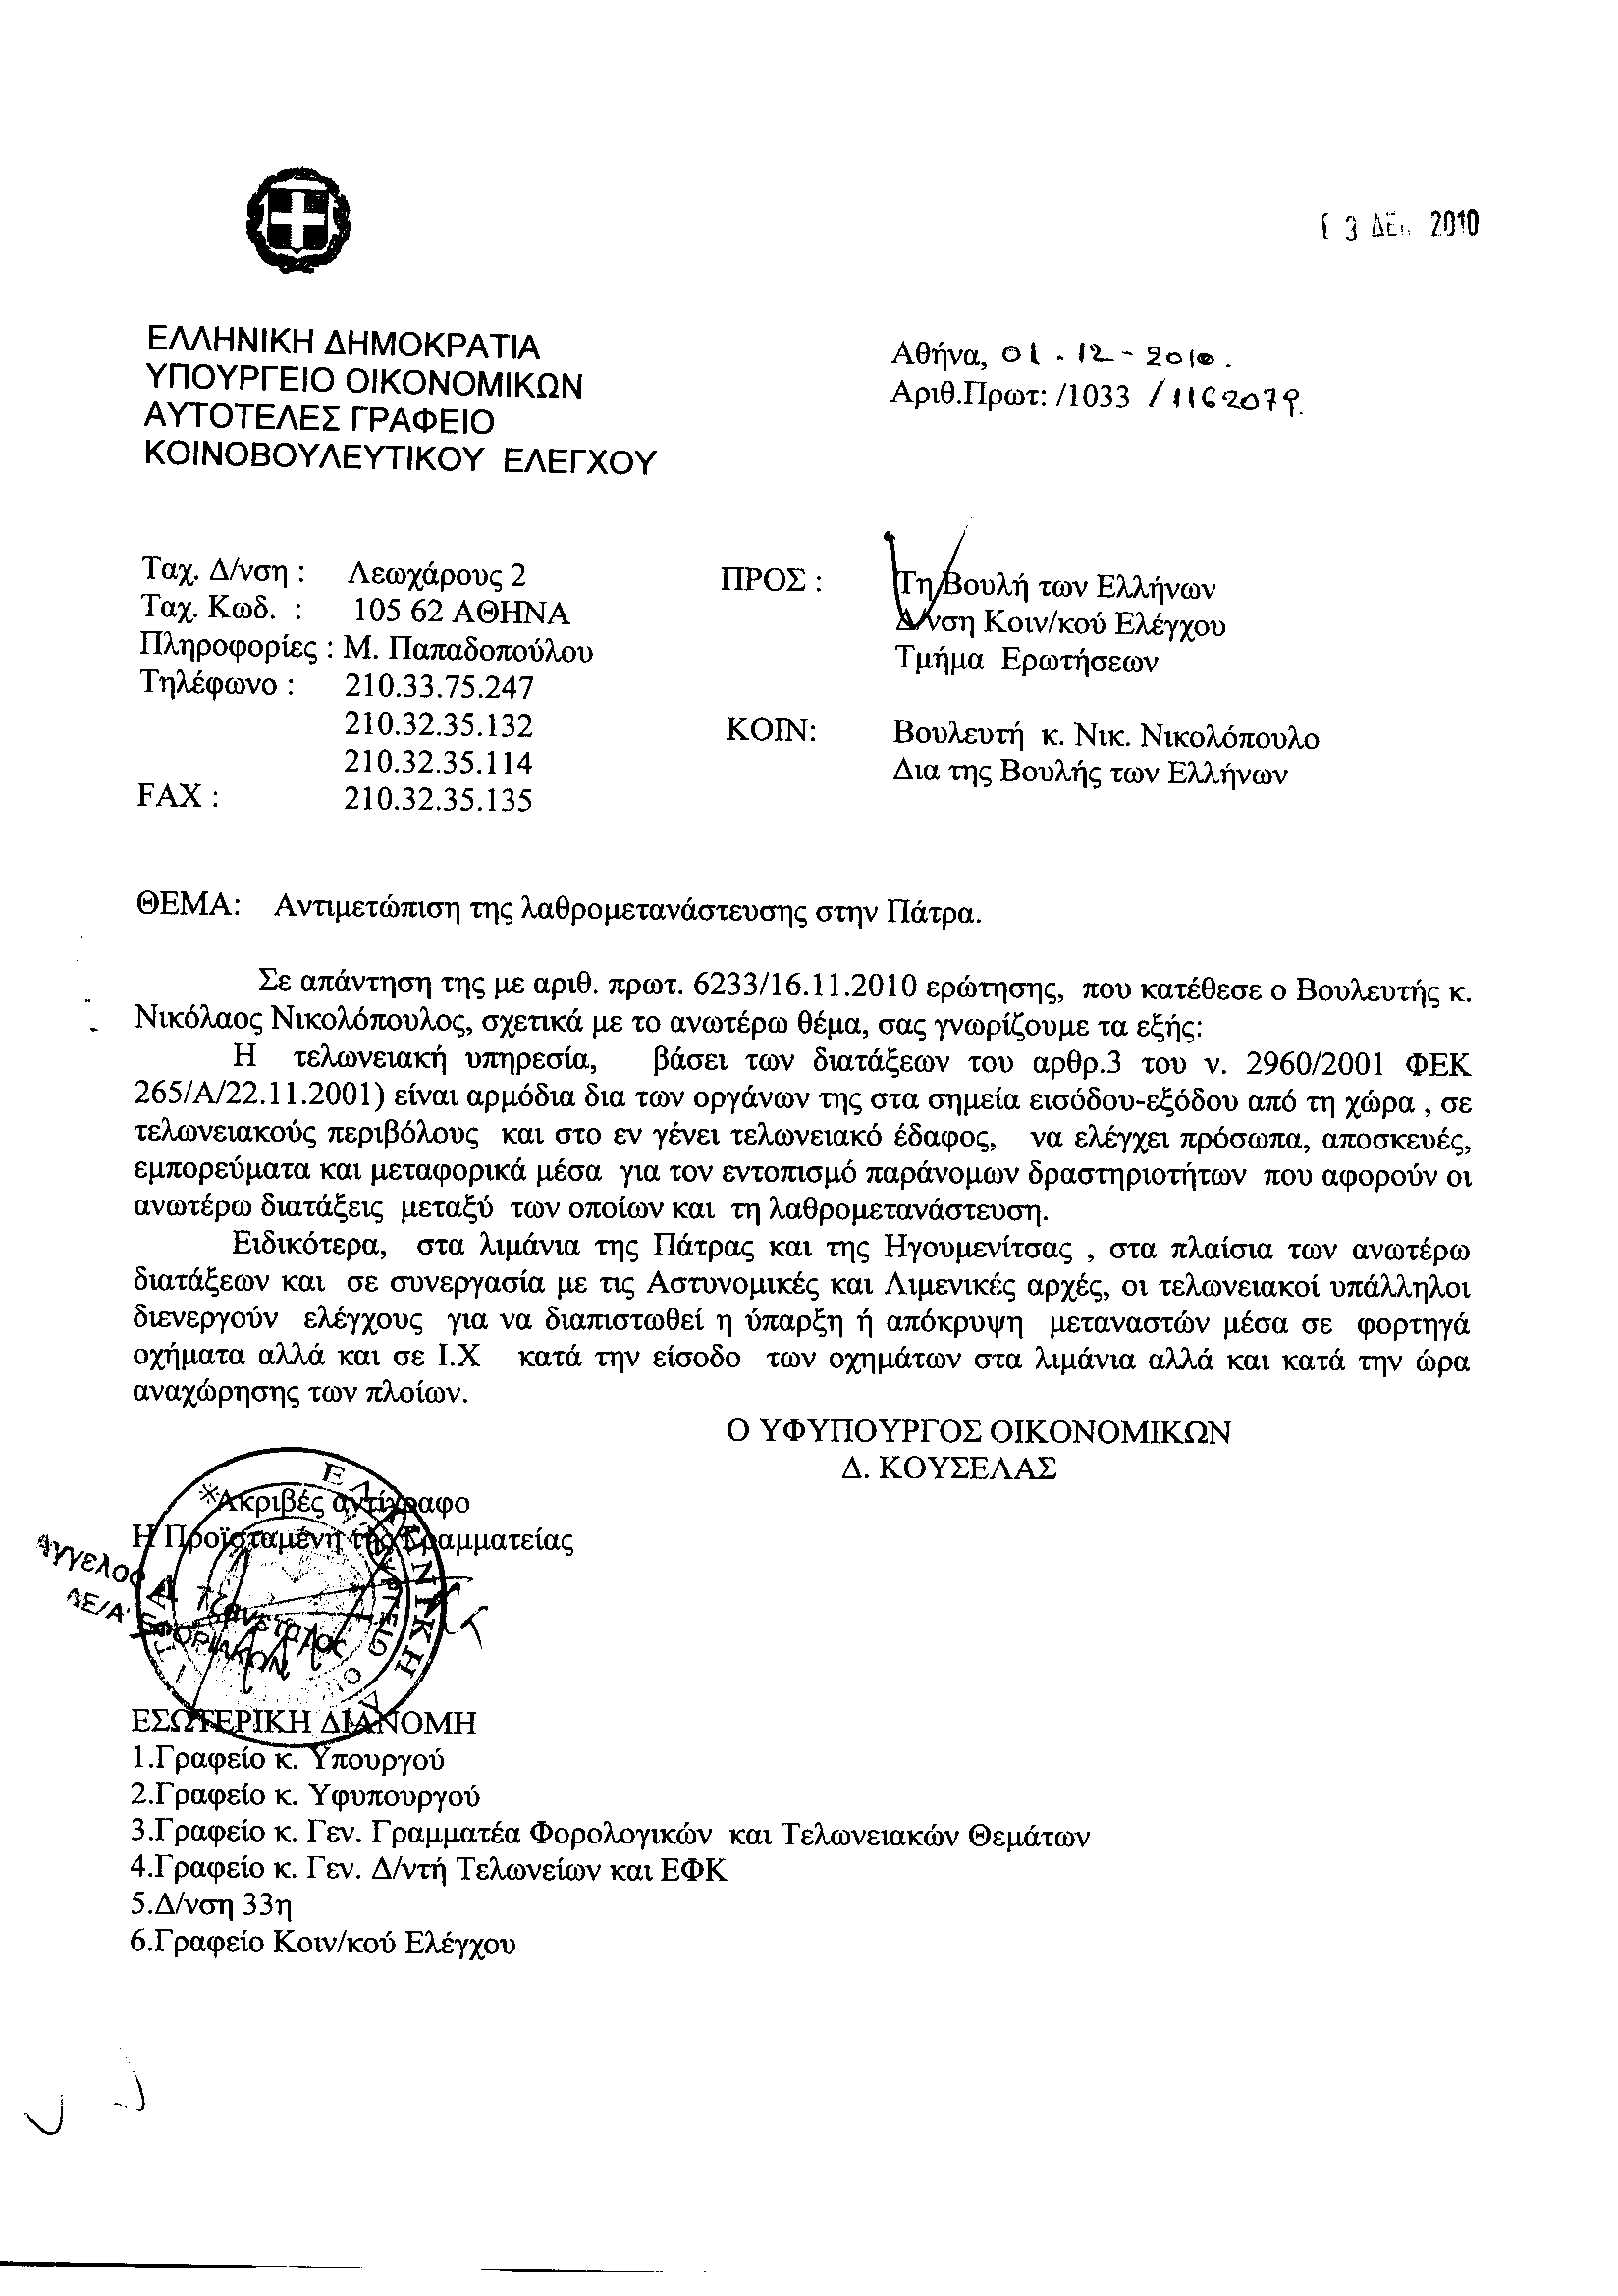 3 ΔΕΚ. 2010
ΕΛΛΗΝΙΚΗ ΔΗΜΟΚΡΑΤΙΑ
ΥΠΟΥΡΓΕΙΟ ΟΙΚΟΝΟΜΙΚΩΝ
ΑΥΤΟΤΕΛΕΣ ΓΡΑΦΕΙΟ
ΚΟΙΝΟΒΟΥΛΕΥΤΙΚΟΥ ΕΛΕΓΧΟΥ
Αθήνα, 01 . 12 - 2010 .
Αριθ.Πρωτ: /1033 /1162079.
Ταχ. Δ/νση : Λεωχάρους 2
Ταχ. Κωδ. : 105 62 ΑΘΗΝΑ
Πληροφορίες : Μ. Παπαδοπούλου
Τηλέφωνο : 210.33.75.247
210.32.35.132
210.32.35.114
FAX : 210.32.35.135
ΠΡΟΣ : Τη Βουλή των Ελλήνων
Δ/νση Κοιν/κού Ελέγχου
Τμήμα Ερωτήσεων
ΚΟΙΝ: Βουλευτή κ. Νικ. Νικολόπουλο
Δια της Βουλής των Ελλήνων
ΘΕΜΑ: Αντιμετώπιση της λαθρομετανάστευσης στην Πάτρα.
Σε απάντηση της με αριθ. πρωτ. 6233/16.11.2010 ερώτησης, που κατέθεσε ο Βουλευτής κ.
Νικόλαος Νικολόπουλος, σχετικά με το ανωτέρω θέμα, σας γνωρίζουμε τα εξής:
Η τελωνειακή υπηρεσία, βάσει των διατάξεων του αρθρ.3 του ν. 2960/2001 ΦΕΚ
265/Α/22.11.2001) είναι αρμόδια δια των οργάνων της στα σημεία εισόδου-εξόδου από τη χώρα , σε
τελωνειακούς περιβόλους και στο εν γένει τελωνειακό έδαφος, να ελέγχει πρόσωπα, αποσκευές,
εμπορεύματα και μεταφορικά μέσα για τον εντοπισμό παράνομων δραστηριοτήτων που αφορούν οι
ανωτέρω διατάξεις μεταξύ των οποίων και τη λαθρομετανάστευση.
Ειδικότερα, στα λιμάνια της Πάτρας και της Ηγουμενίτσας , στα πλαίσια των ανωτέρω
διατάξεων και σε συνεργασία με τις Αστυνομικές και Λιμενικές αρχές, οι τελωνειακοί υπάλληλοι
διενεργούν ελέγχους για να διαπιστωθεί η ύπαρξη ή απόκρυψη μεταναστών μέσα σε φορτηγά
οχήματα αλλά και σε Ι.Χ κατά την είσοδο των οχημάτων στα λιμάνια αλλά και κατά την ώρα
αναχώρησης των πλοίων.
Ο ΥΦΥΠΟΥΡΓΟΣ ΟΙΚΟΝΟΜΙΚΩΝ
Δ. ΚΟΥΣΕΛΑΣ
Ακριβές αντίγραφο
Η Προϊσταμένη της Γραμματείας
Άγγελος Δ. Τζανετάτος
ΔΕ/Α' ΕΦΟΡΙΑΚΩΝ
ΕΣΩΤΕΡΙΚΗ ΔΙΑΝΟΜΗ
1.Γραφείο κ. Υπουργού
2.Γραφείο κ. Υφυπουργού
3.Γραφείο κ. Γεν. Γραμματέα Φορολογικών και Τελωνειακών Θεμάτων
4.Γραφείο κ. Γεν. Δ/ντή Τελωνείων και ΕΦΚ
5.Δ/νση 33η
6.Γραφείο Κοιν/κού Ελέγχου